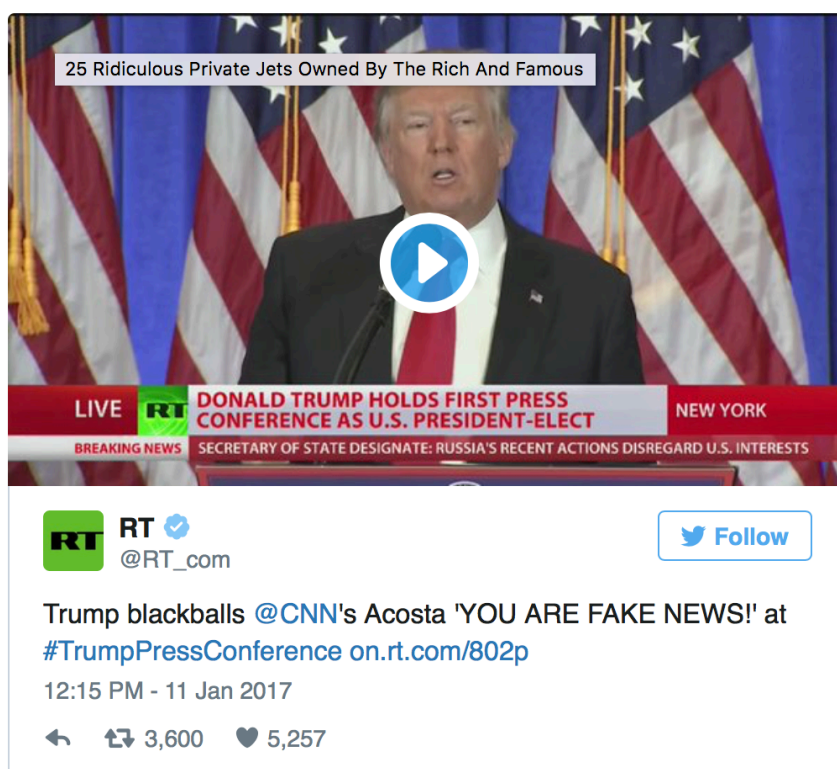 25 Ridiculous Private Jets Owned By The Rich And Famous
LIVE
RT
DONALD TRUMP HOLDS FIRST PRESS
CONFERENCE AS U.S. PRESIDENT-ELECT
NEW YORK
BREAKING NEWS
SECRETARY OF STATE DESIGNATE: RUSSIA'S RECENT ACTIONS DISREGARD U.S. INTERESTS
RT
RT
@RT_com
Follow
Trump blackballs @CNN's Acosta 'YOU ARE FAKE NEWS!' at
#TrumpPressConference on.rt.com/802p
12:15 PM - 11 Jan 2017
3,600 5,257